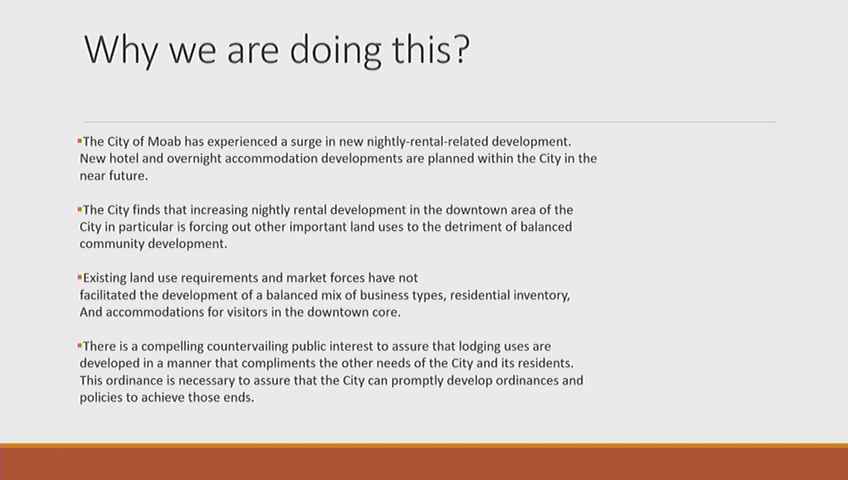 Why we are doing this?
▪The City of Moab has experienced a surge in new nightly-rental-related development.
New hotel and overnight accommodation developments are planned within the City in the
near future.
▪The City finds that increasing nightly rental development in the downtown area of the
City in particular is forcing out other important land uses to the detriment of balanced
community development.
▪Existing land use requirements and market forces have not
facilitated the development of a balanced mix of business types, residential inventory,
And accommodations for visitors in the downtown core.
▪There is a compelling countervailing public interest to assure that lodging uses are
developed in a manner that compliments the other needs of the City and its residents.
This ordinance is necessary to assure that the City can promptly develop ordinances and
policies to achieve those ends.